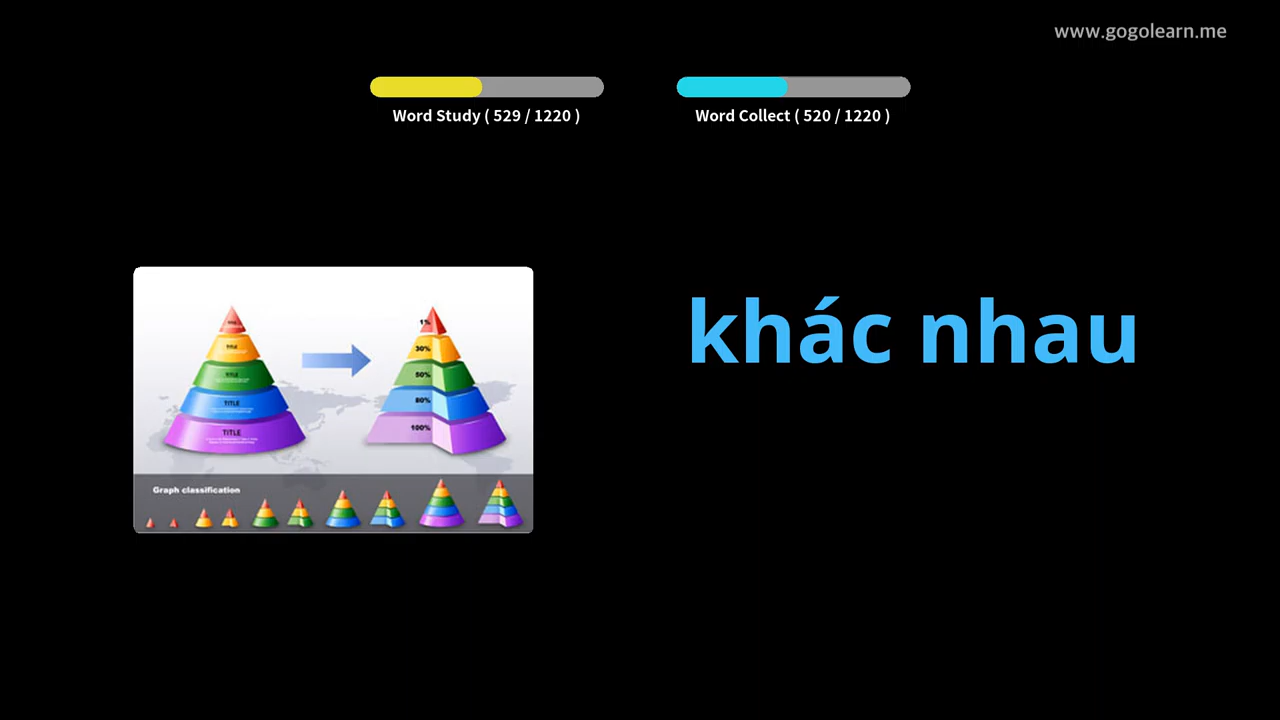 www.gogolearn.me
Word Study ( 529 / 1220 )
Word Collect ( 520 / 1220 )
khác nhau
TITLE
TITLE
TITLE
TITLE
1%
30%
50%
80%
100%
Graph classification